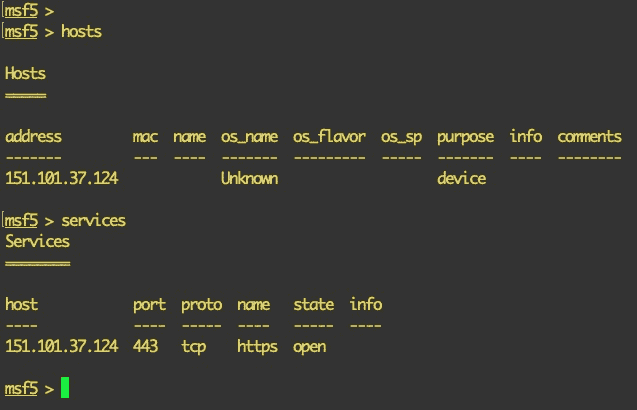 msf5 >
msf5 > hosts
Hosts
=====
address mac name os_name os_flavor os_sp purpose info comments
------- --- ---- ------- --------- ----- ------- ---- --------
151.101.37.124 Unknown device
msf5 > services
Services
========
host port proto name state info
---- ---- ----- ---- ----- ----
151.101.37.124 443 tcp https open
msf5 >